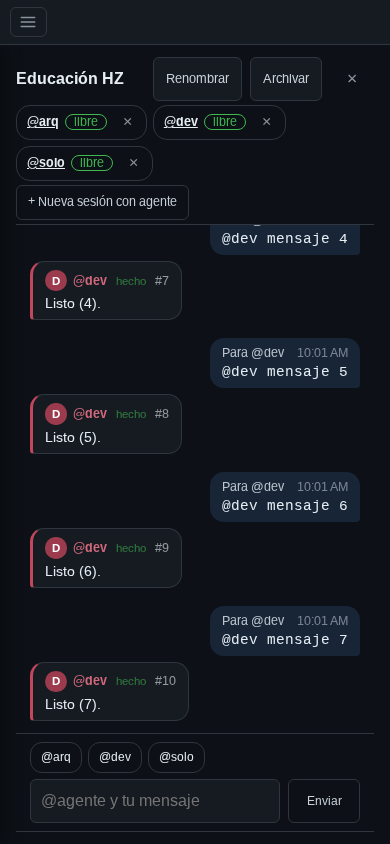 Educación HZ
Renombrar
Archivar
×
@arq libre ×
@dev libre ×
@solo libre ×
+ Nueva sesión con agente
@dev mensaje 4
D @dev hecho #7
Listo (4).
Para @dev 10:01 AM
@dev mensaje 5
D @dev hecho #8
Listo (5).
Para @dev 10:01 AM
@dev mensaje 6
D @dev hecho #9
Listo (6).
Para @dev 10:01 AM
@dev mensaje 7
D @dev hecho #10
Listo (7).
@arq
@dev
@solo
@agente y tu mensaje
Enviar